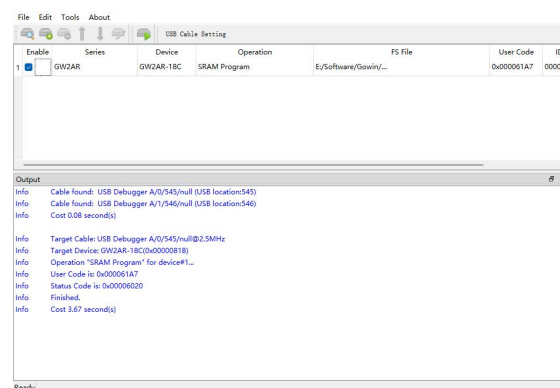 File Edit Tools About
USB Cable Setting
Enable Series Device Operation FS File User Code
1 GW2AR GW2AR-18C SRAM Program E:/Software/Gowin/... 0x000061A7 0000
Output
Info Cable found: USB Debugger A/0/545/null (USB location:545)
Info Cable found: USB Debugger A/1/546/null (USB location:546)
Info Cost 0.08 second(s)
Info Target Cable: USB Debugger A/0/545/null@2.5MHz
Info Target Device: GW2AR-18C(0x0000081B)
Info Operation "SRAM Program" for device#1...
Info User Code is: 0x000061A7
Info Status Code is: 0x00006020
Info Finished.
Info Cost 3.67 second(s)
Ready